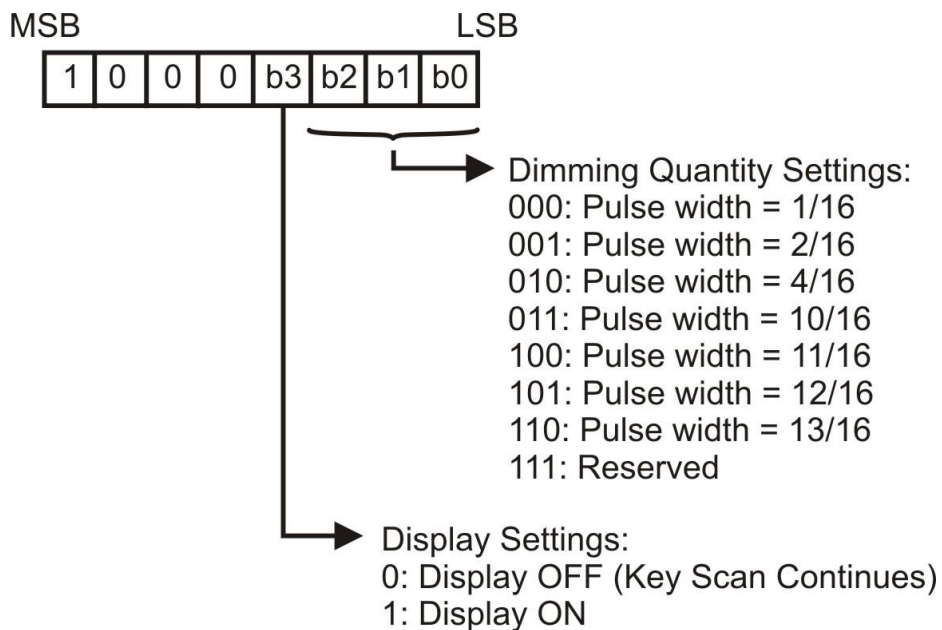 MSB LSB
1 0 0 0 b3 b2 b1 b0
Dimming Quantity Settings:
000: Pulse width = 1/16
001: Pulse width = 2/16
010: Pulse width = 4/16
011: Pulse width = 10/16
100: Pulse width = 11/16
101: Pulse width = 12/16
110: Pulse width = 13/16
111: Reserved
Display Settings:
0: Display OFF (Key Scan Continues)
1: Display ON